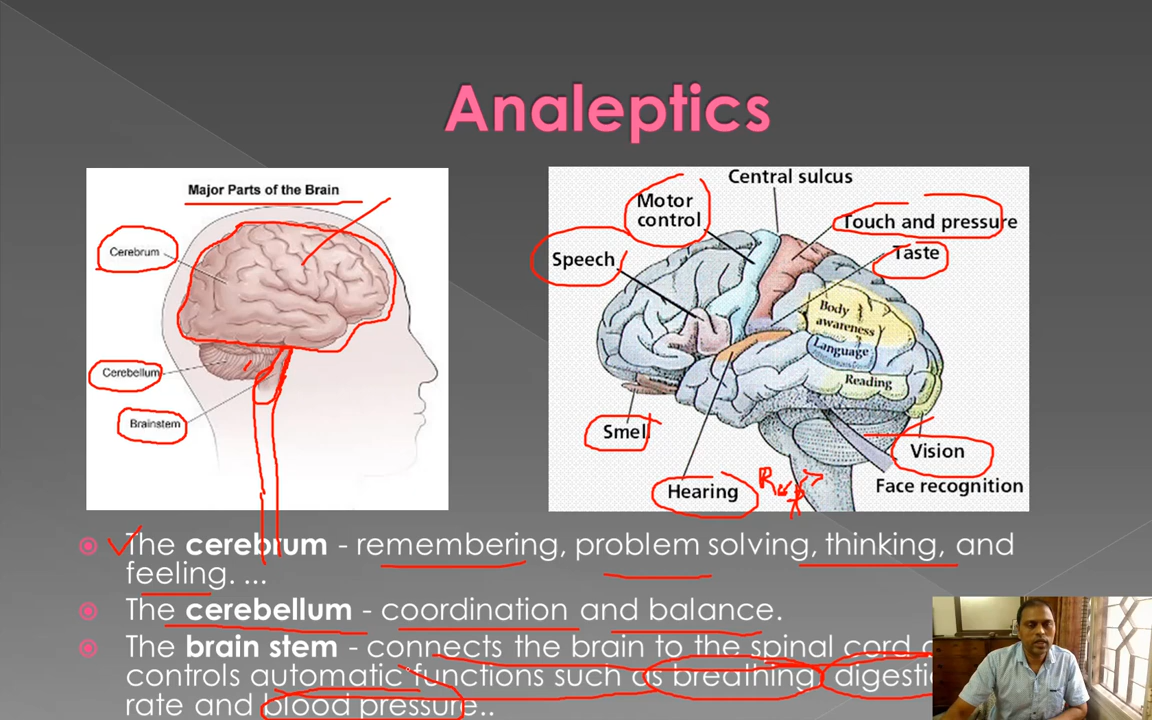 Analeptics
Major Parts of the Brain
Cerebrum
Cerebellum
Brainstem
Central sulcus
Motor
control
Touch and pressure
Speech
Taste
Body
awareness
Language
Reading
Smell
Vision
Hearing
Face recognition
The cerebrum - remembering, problem solving, thinking, and
feeling. ...
The cerebellum - coordination and balance.
The brain stem - connects the brain to the spinal cord
controls automatic functions such as breathing, digesti
rate and blood pressure..